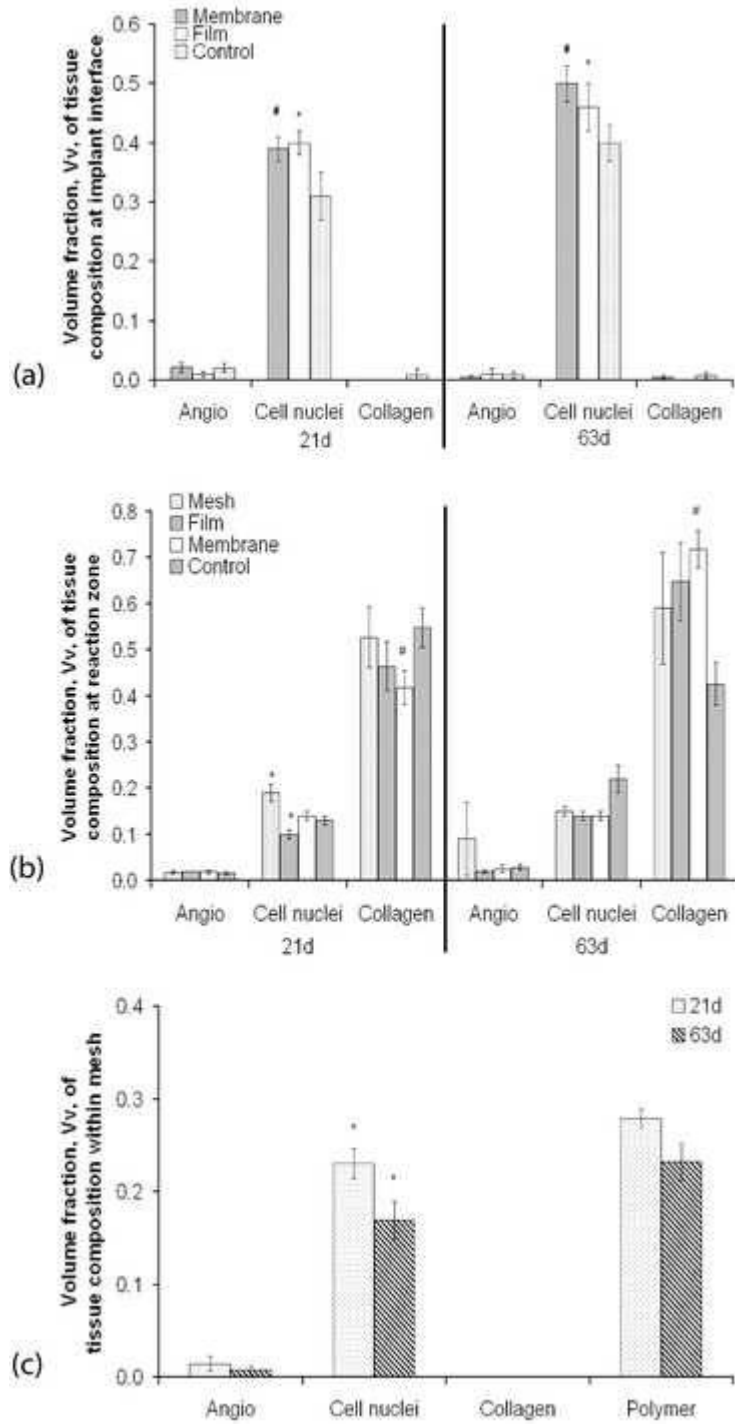 Volume fraction, Vv, of tissue
composition at implant interface
0.6
0.5
0.4
0.3
0.2
0.1
0.0
Membrane
Film
Control
#
*
#
*
Angio
Cell nuclei
Collagen
Angio
Cell nuclei
Collagen
21d
63d
(a)
Volume fraction, Vv, of tissue
composition at reaction zone
0.8
0.7
0.6
0.5
0.4
0.3
0.2
0.1
0.0
Mesh
Film
Membrane
Control
*
*
#
#
Angio
Cell nuclei
Collagen
Angio
Cell nuclei
Collagen
21d
63d
(b)
Volume fraction, Vv, of
tissue composition within mesh
0.4
0.3
0.2
0.1
0.0
21d
63d
*
*
Angio
Cell nuclei
Collagen
Polymer
(c)